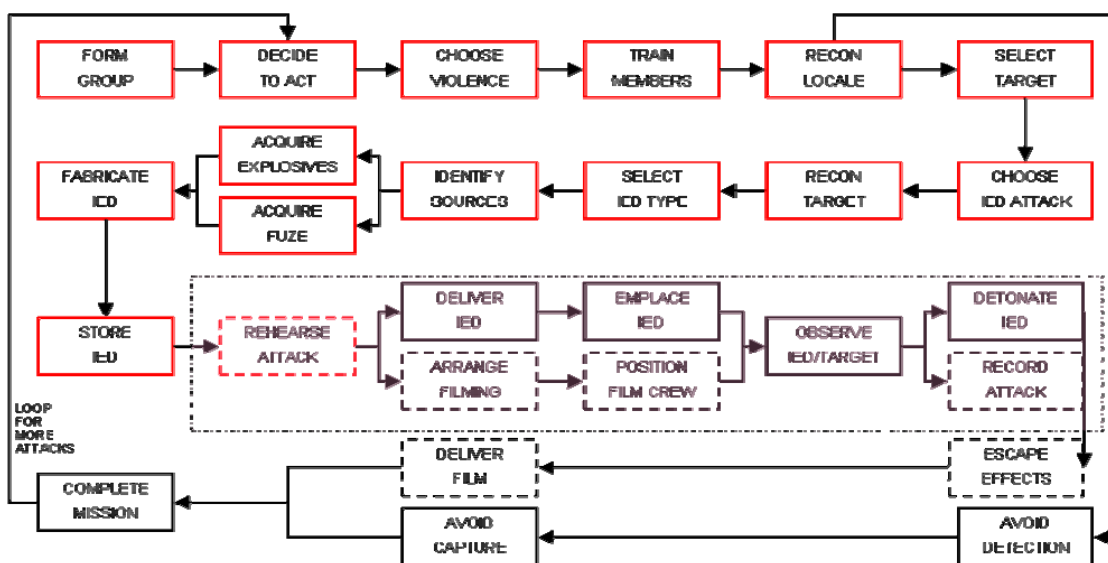 FORM
GROUP
DECIDE
TO ACT
CHOOSE
VIOLENCE
TRAIN
MEMBERS
RECON
LOCALE
SELECT
TARGET
ACQUIRE
EXPLOSIVES
FABRICATE
IED
ACQUIRE
FUZE
IDENTIFY
SOURCES
SELECT
IED TYPE
RECON
TARGET
CHOOSE
IED ATTACK
STORE
IED
REHEARSE
ATTACK
DELIVER
IED
EMPLACE
IED
ARRANGE
FILMING
POSITION
FILM CREW
OBSERVE
IED/TARGET
DETONATE
IED
RECORD
ATTACK
LOOP
FOR
MORE
ATTACKS
COMPLETE
MISSION
DELIVER
FILM
ESCAPE
EFFECTS
AVOID
CAPTURE
AVOID
DETECTION